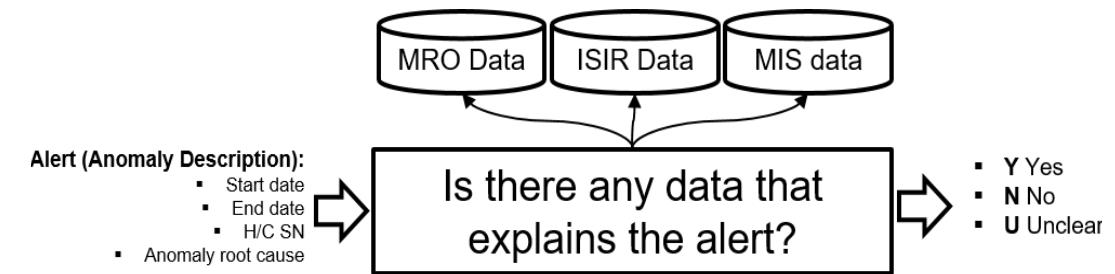 MRO Data
ISIR Data
MIS data
Alert (Anomaly Description):
▪ Start date
▪ End date
▪ H/C SN
▪ Anomaly root cause
Is there any data that
explains the alert?
▪ Y Yes
▪ N No
▪ U Unclear